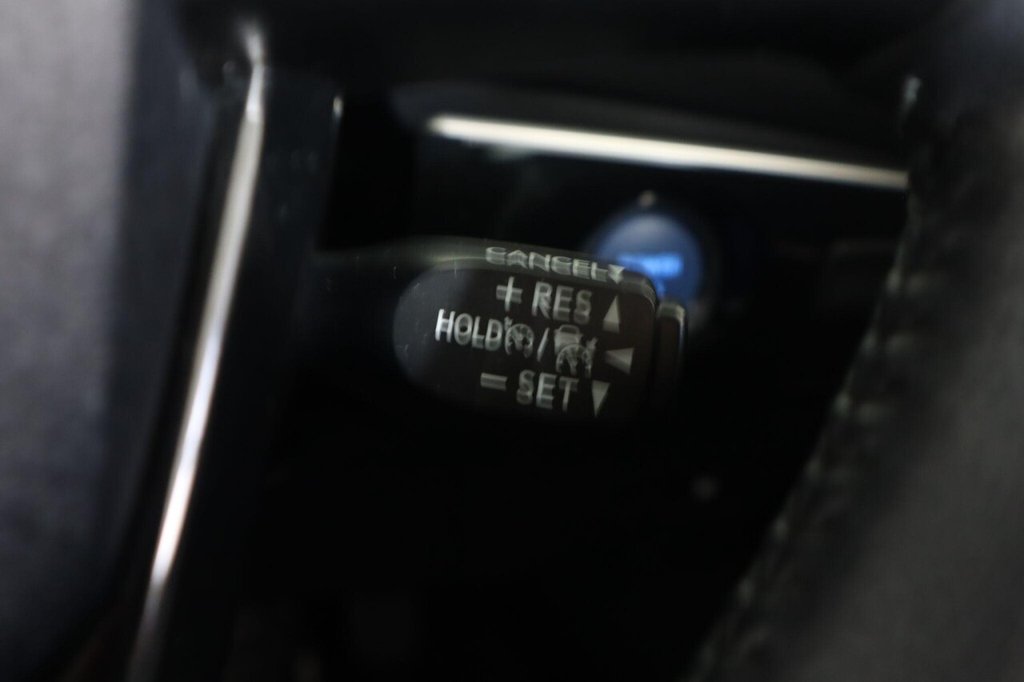 CANCEL
+ RES
HOLD /
- SET